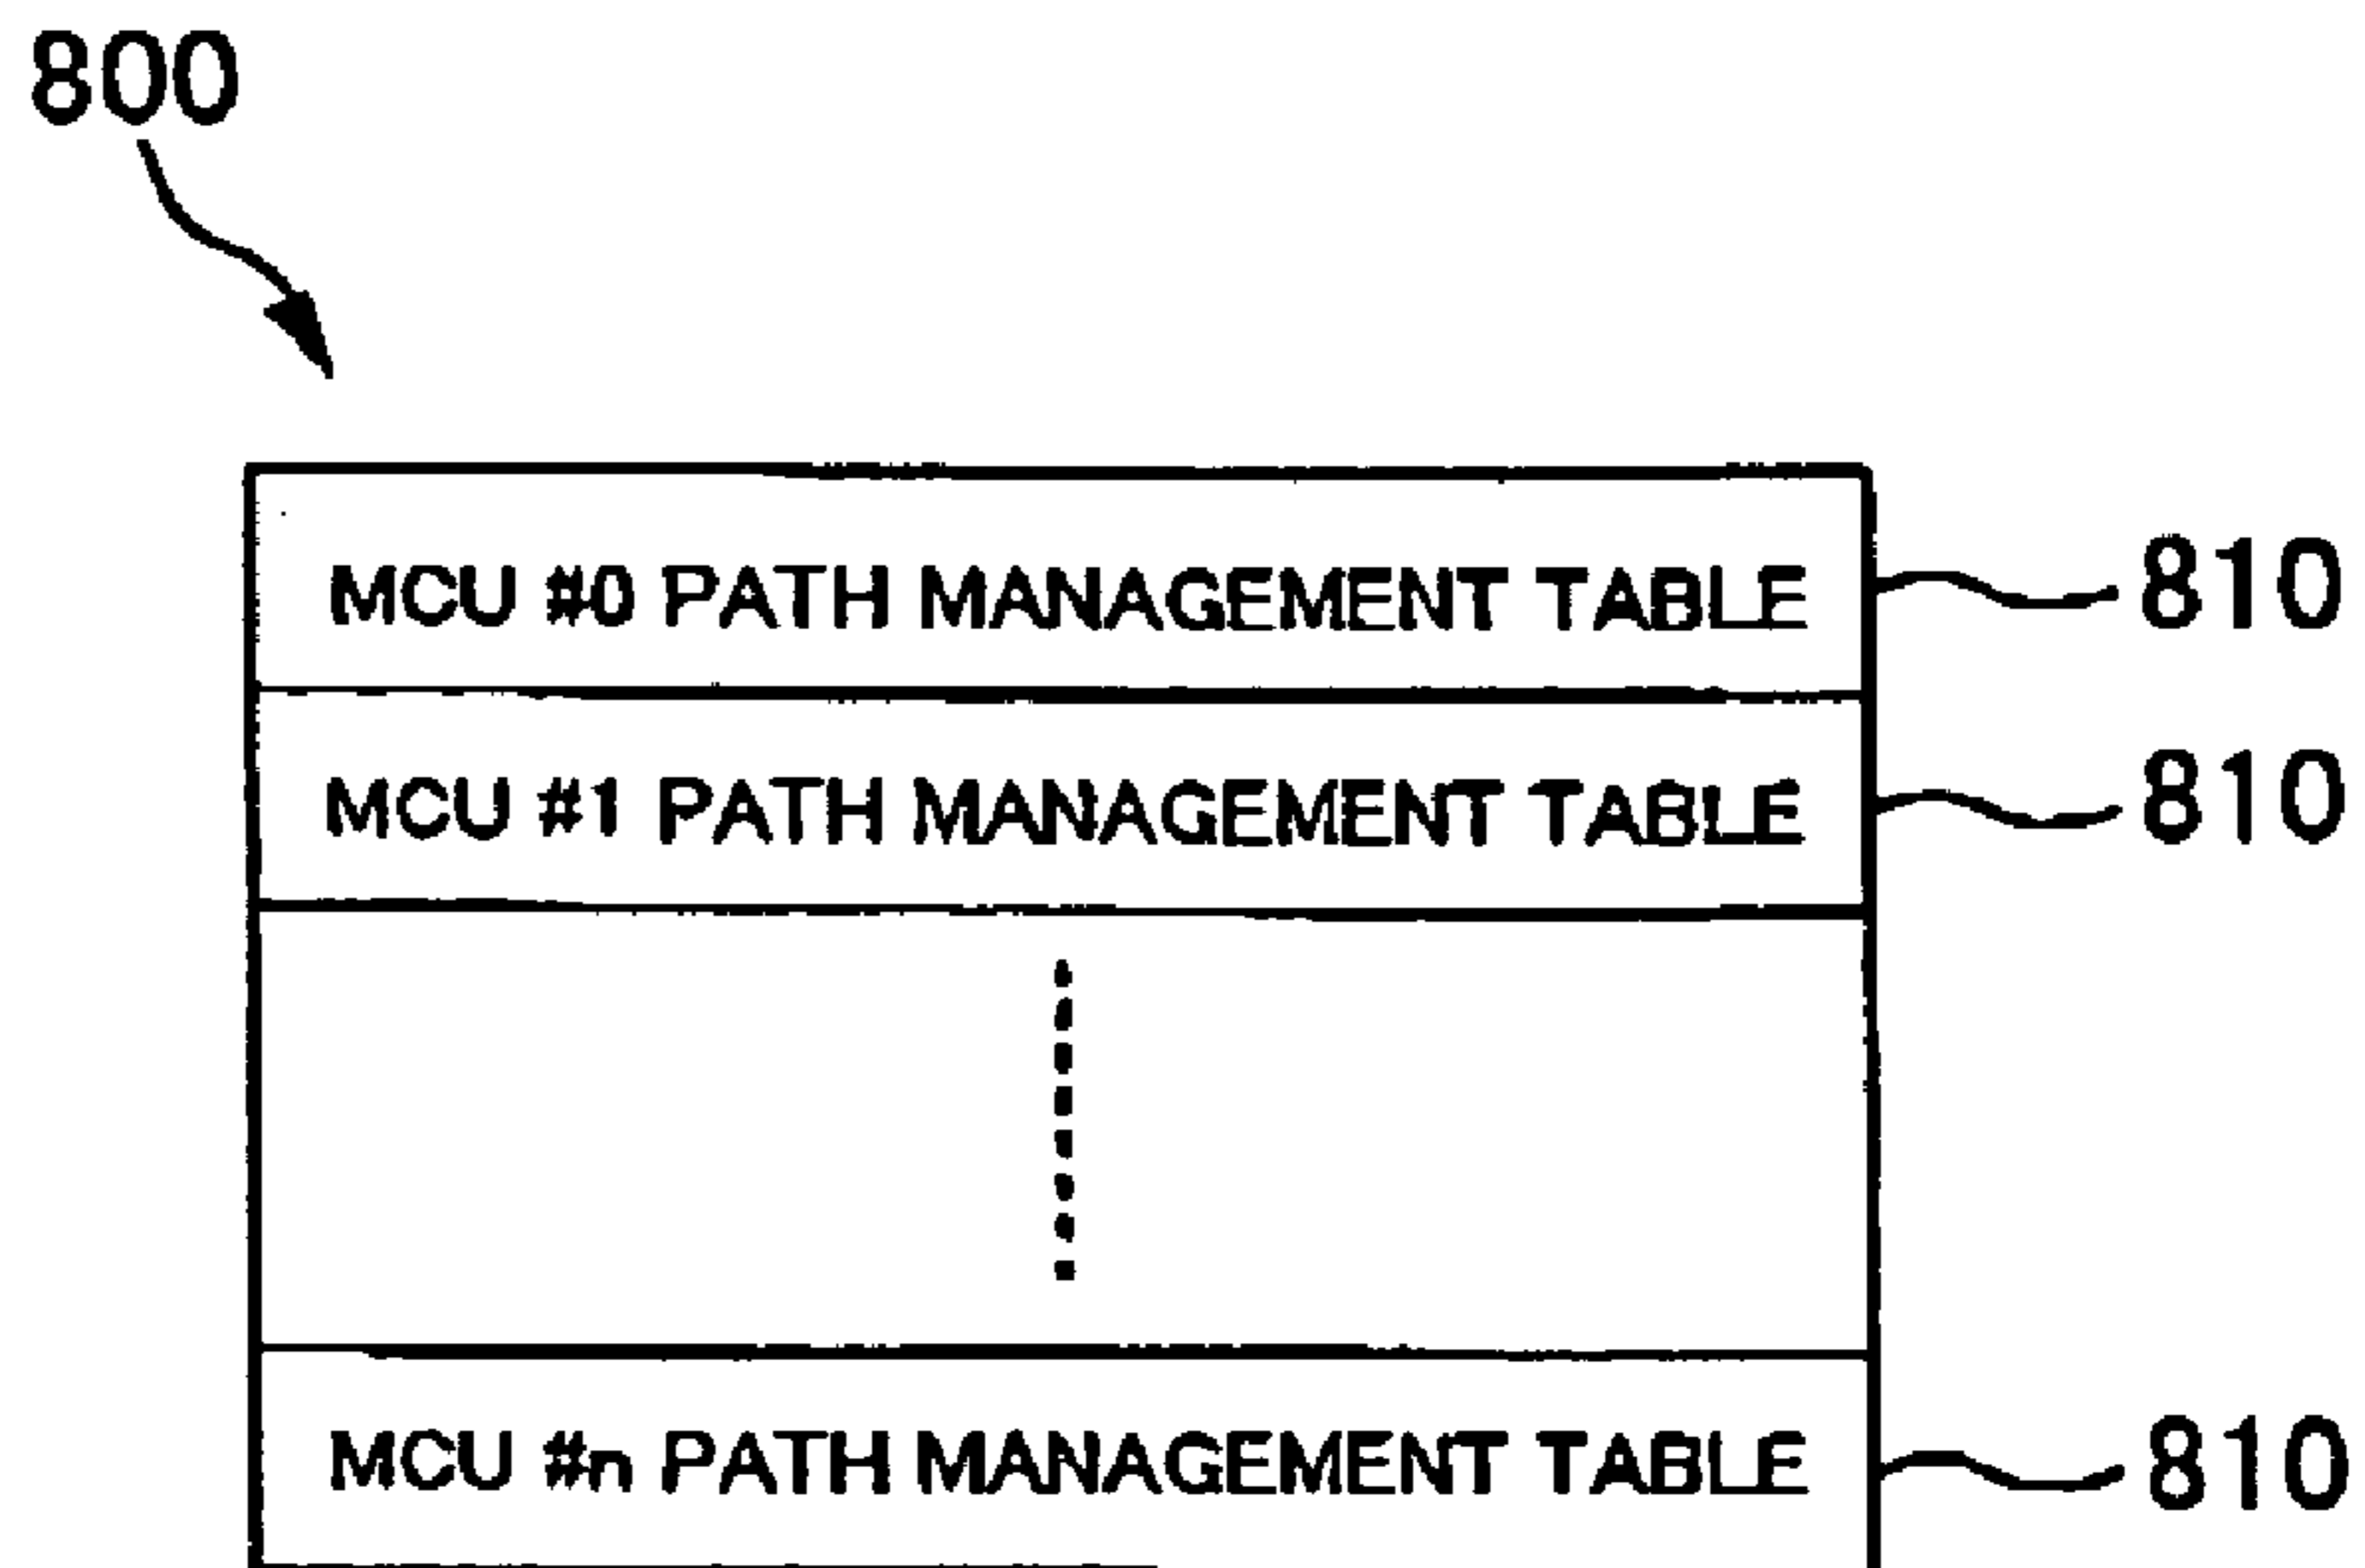 800
MCU #0 PATH MANAGEMENT TABLE 810
MCU #1 PATH MANAGEMENT TABLE 810
MCU #n PATH MANAGEMENT TABLE 810